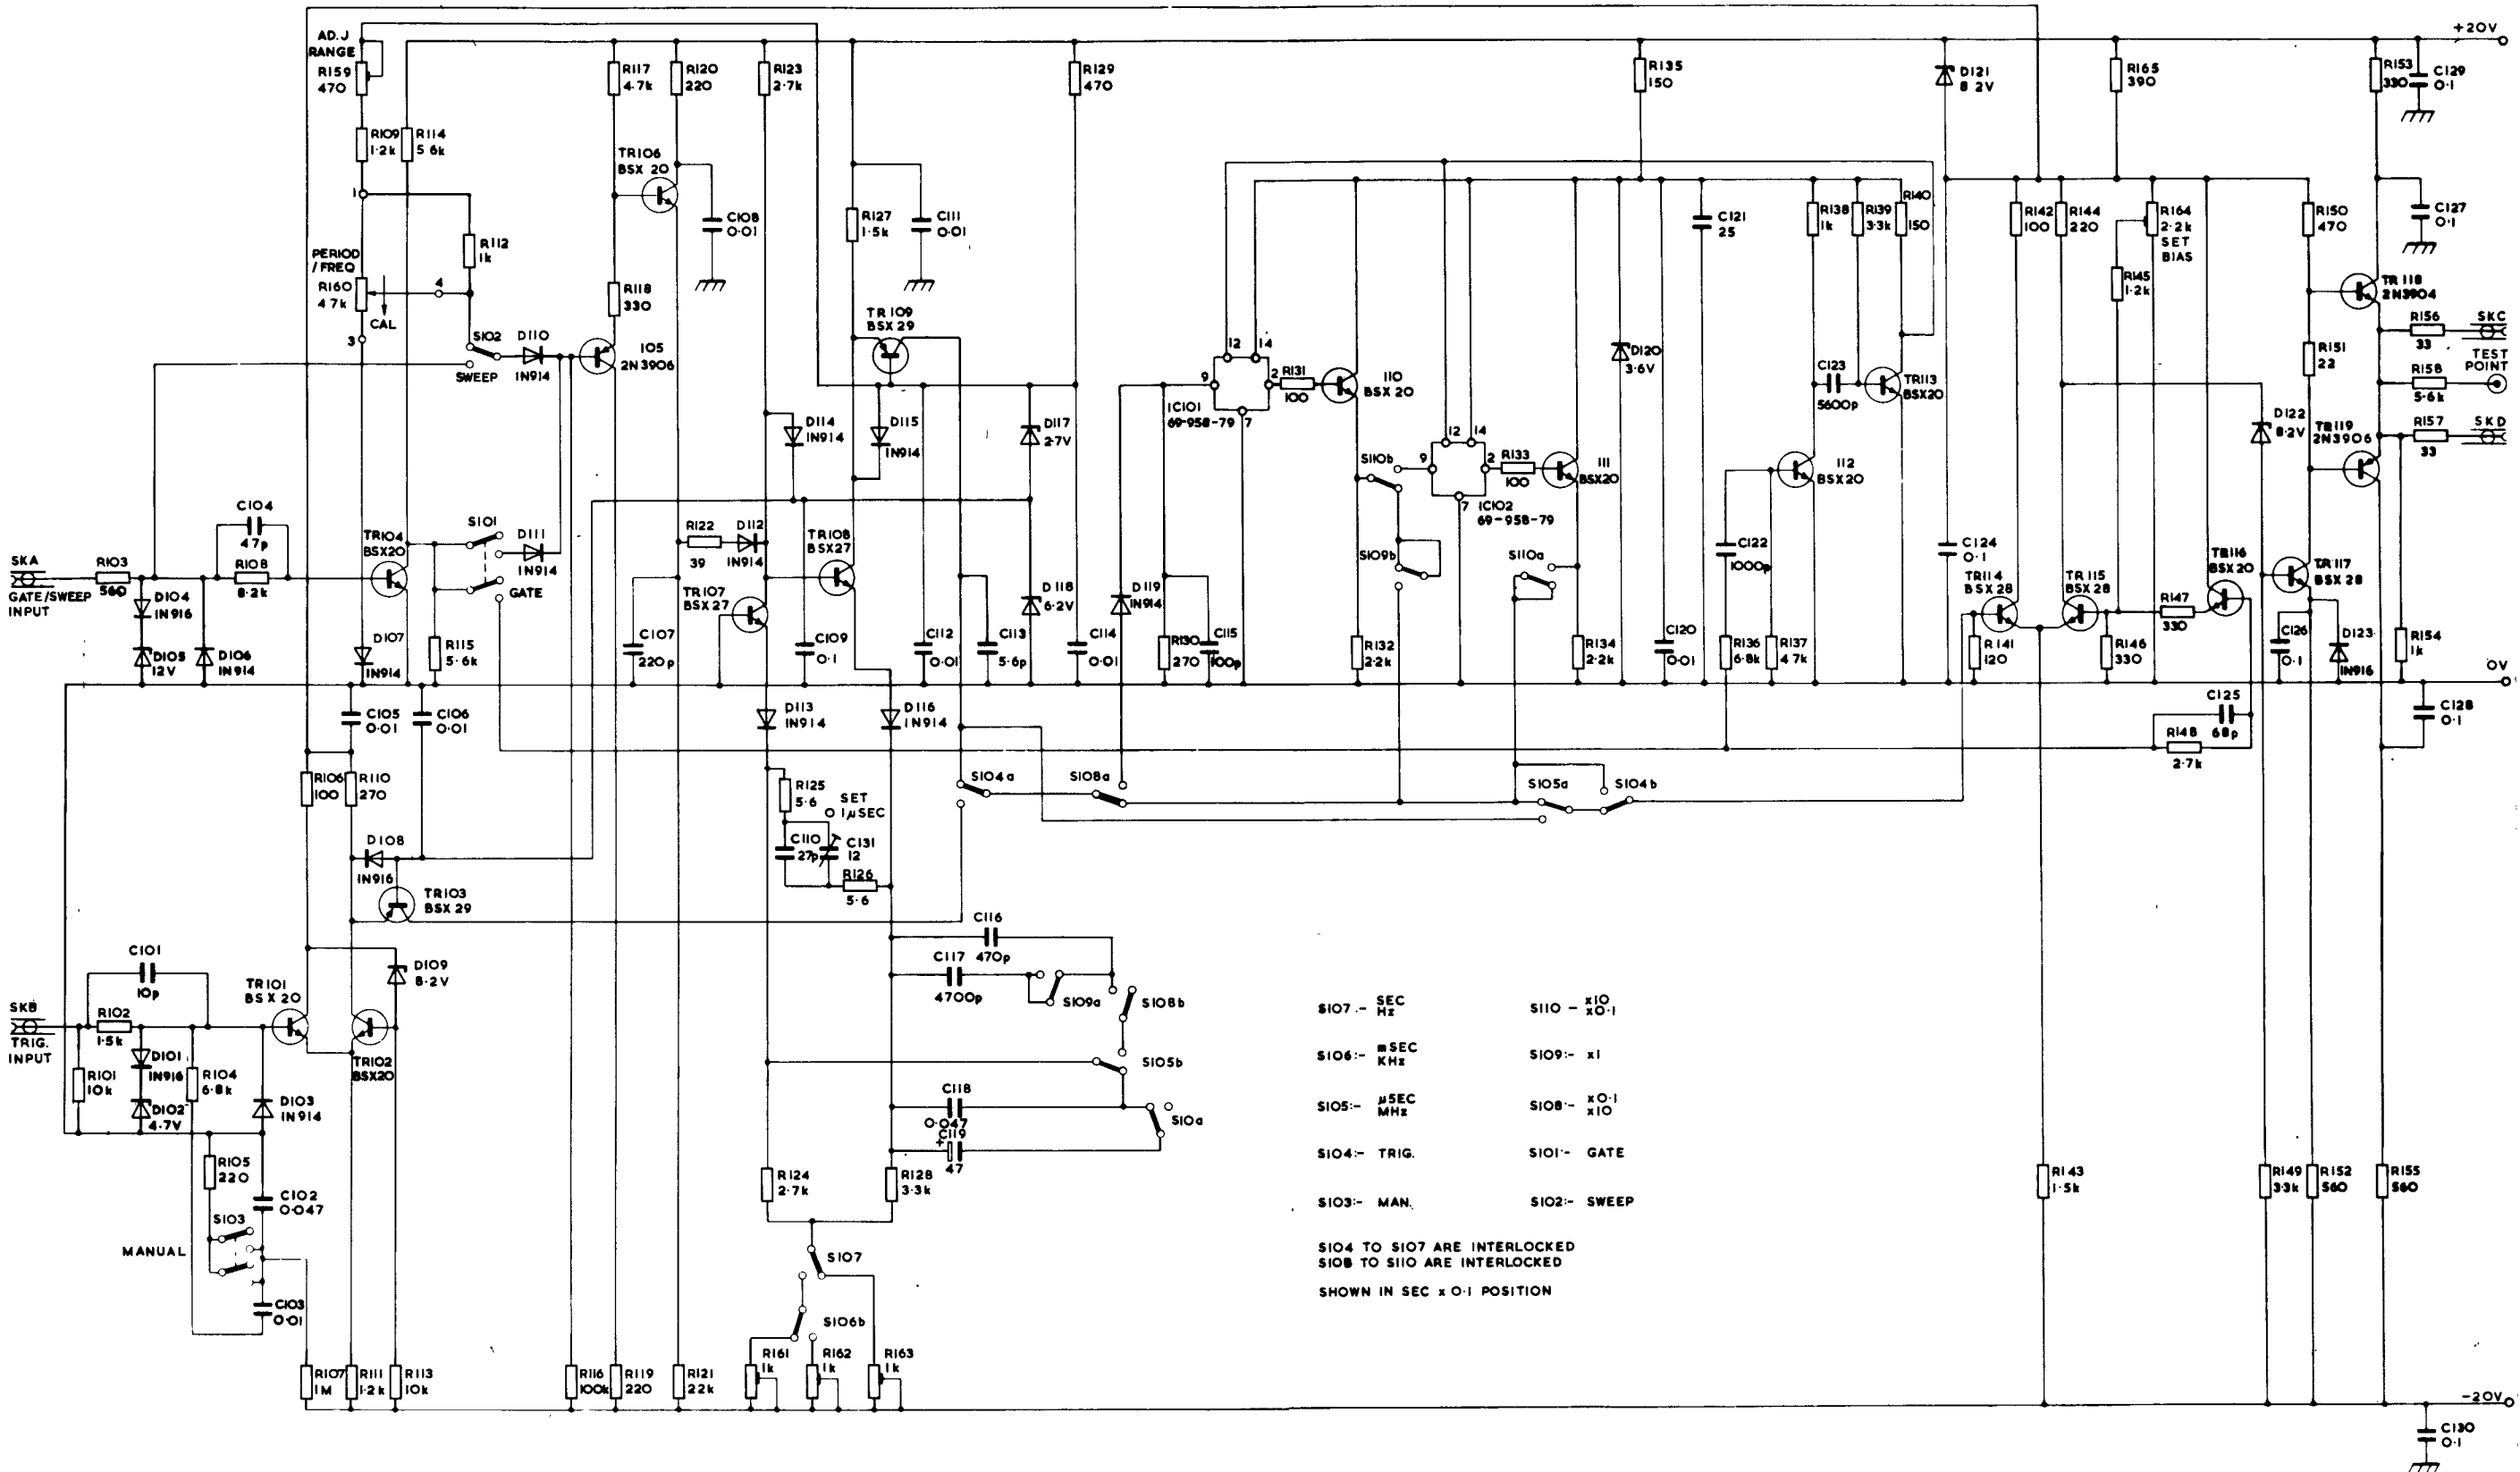 +20V
AD.J
RANGE
R159
470
R117
4.7k
R120
220
R123
2.7k
R129
470
R135
150
D121
8 2V
R165
390
R153
330
C129
0.1
R109
1.2k
R114
5 6k
TR106
BSX 20
1
R112
1k
C108
0.01
R127
1.5k
C111
0.01
C121
25
R138
1k
R139
3.3k
R140
150
R142
100
R144
220
R164
2.2k
SET
BIAS
R150
470
C127
0.1
PERIOD
/FREQ
R160
4 7k
4
CAL
3
R118
330
R145
1.2k
TR 118
2N3904
TR109
BSX 29
S102
D110
1N914
SWEEP
105
2N3906
R156
33
SKC
TEST
POINT
R151
22
R158
5.6k
12
14
9
2
7
IC101
69-958-79
R131
100
110
BSX 20
D120
3.6V
C123
5600p
TR113
BSX20
D114
1N914
D115
1N914
D117
2.7V
D122
8.2V
TR119
2N3906
R157
33
SKD
S110b
12
14
9
2
7
IC102
69-958-79
R133
100
111
BSX20
112
BSX20
C104
47p
S101
D111
1N914
GATE
R122
39
D112
1N914
TR108
BSX27
S109b
S110a
C122
1000p
C124
0.1
SKA
GATE/SWEEP
INPUT
R103
560
R108
8.2k
TR104
BSX20
D104
1N916
D105
12V
D106
1N914
D107
1N914
R115
5.6k
TR107
BSX27
C107
220p
C109
0.1
C112
0.01
C113
5.6p
D118
6.2V
C114
0.01
D119
1N914
R130
270
C115
100p
R132
2.2k
R134
2.2k
C120
0.01
R136
6.8k
R137
4.7k
TR114
BSX28
TR115
BSX28
R141
120
R146
330
R147
330
TR116
BSX20
TR117
BSX 28
C126
0.1
D123
1N916
R154
1k
0V
C105
0.01
C106
0.01
D113
1N914
D116
1N914
C125
68p
R148
2.7k
C128
0.1
R106
100
R110
270
R125
5.6
SET
0 1µSEC
S104a
S108a
S105a
S104b
C110
27p
C131
12
R126
5.6
D108
1N916
TR103
BSX 29
C101
10p
TR101
BSX 20
D109
8.2V
C116
470p
C117
4700p
S109a
S108b
SKB
TRIG.
INPUT
R102
1.5k
R101
10k
D101
1N916
D102
4.7V
R104
6.8k
D103
1N914
TR102
BSX20
S105b
C118
0.047
C119
+
47
S10a
R105
220
C102
0.047
S103
MANUAL
C103
0.01
R124
2.7k
R128
3.3k
S107
S106b
R107
1M
R111
1.2k
R113
10k
R116
100k
R119
220
R121
22k
R161
1k
R162
1k
R163
1k
R143
1.5k
R149
3.3k
R152
560
R155
560
S107 .- SEC
Hz
S110 - x10
x0.1
S106:- mSEC
KHz
S109:- x1
S105:- µSEC
MHz
S108:- x0.1
x10
S104:- TRIG.
S101:- GATE
S103:- MAN.
S102:- SWEEP
S104 TO S107 ARE INTERLOCKED
S108 TO S110 ARE INTERLOCKED
SHOWN IN SEC x 0.1 POSITION
-20V
C130
0.1